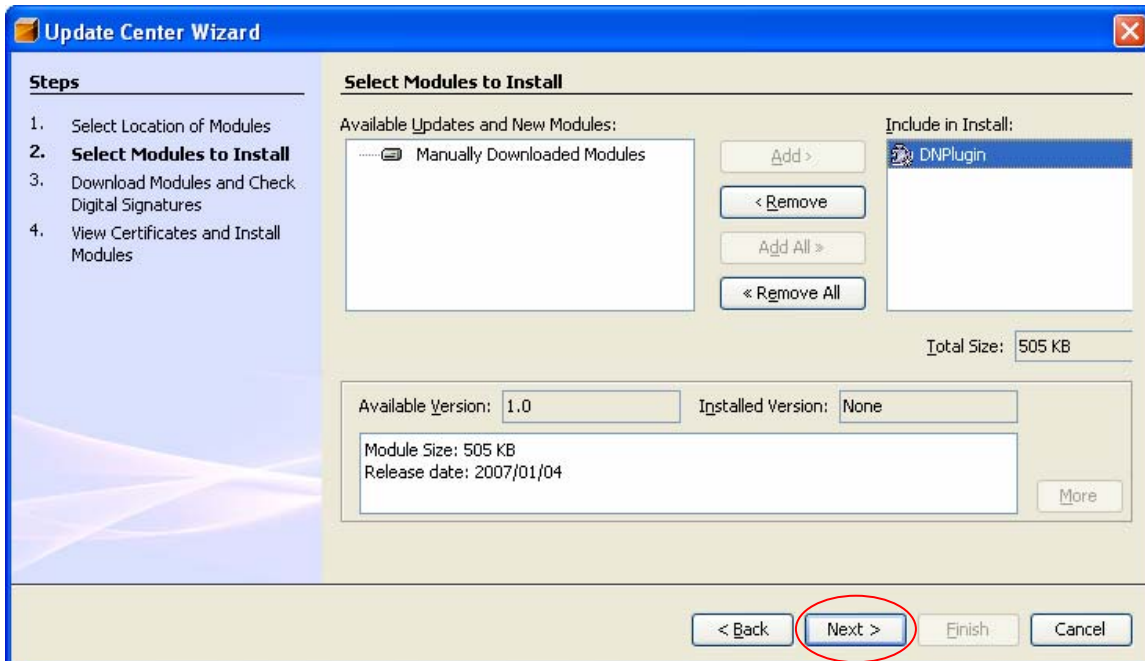 Update Center Wizard
Steps
1. Select Location of Modules
2. Select Modules to Install
3. Download Modules and Check
Digital Signatures
4. View Certificates and Install
Modules
Select Modules to Install
Available Updates and New Modules:
Manually Downloaded Modules
Add >
< Remove
Add All »
« Remove All
Include in Install:
DNPlugin
Total Size: 505 KB
Available Version: 1.0
Installed Version: None
Module Size: 505 KB
Release date: 2007/01/04
More
< Back
Next >
Finish
Cancel